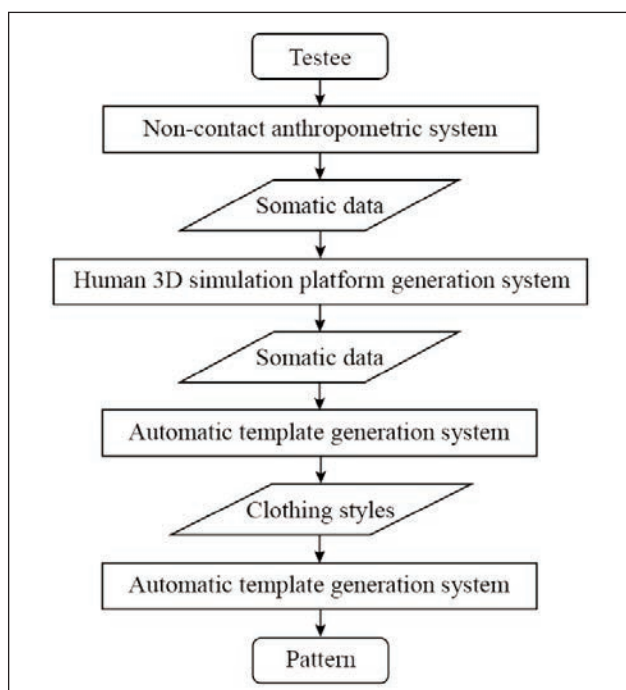 Testee
Non-contact anthropometric system
Somatic data
Human 3D simulation platform generation system
Somatic data
Automatic template generation system
Clothing styles
Automatic template generation system
Pattern